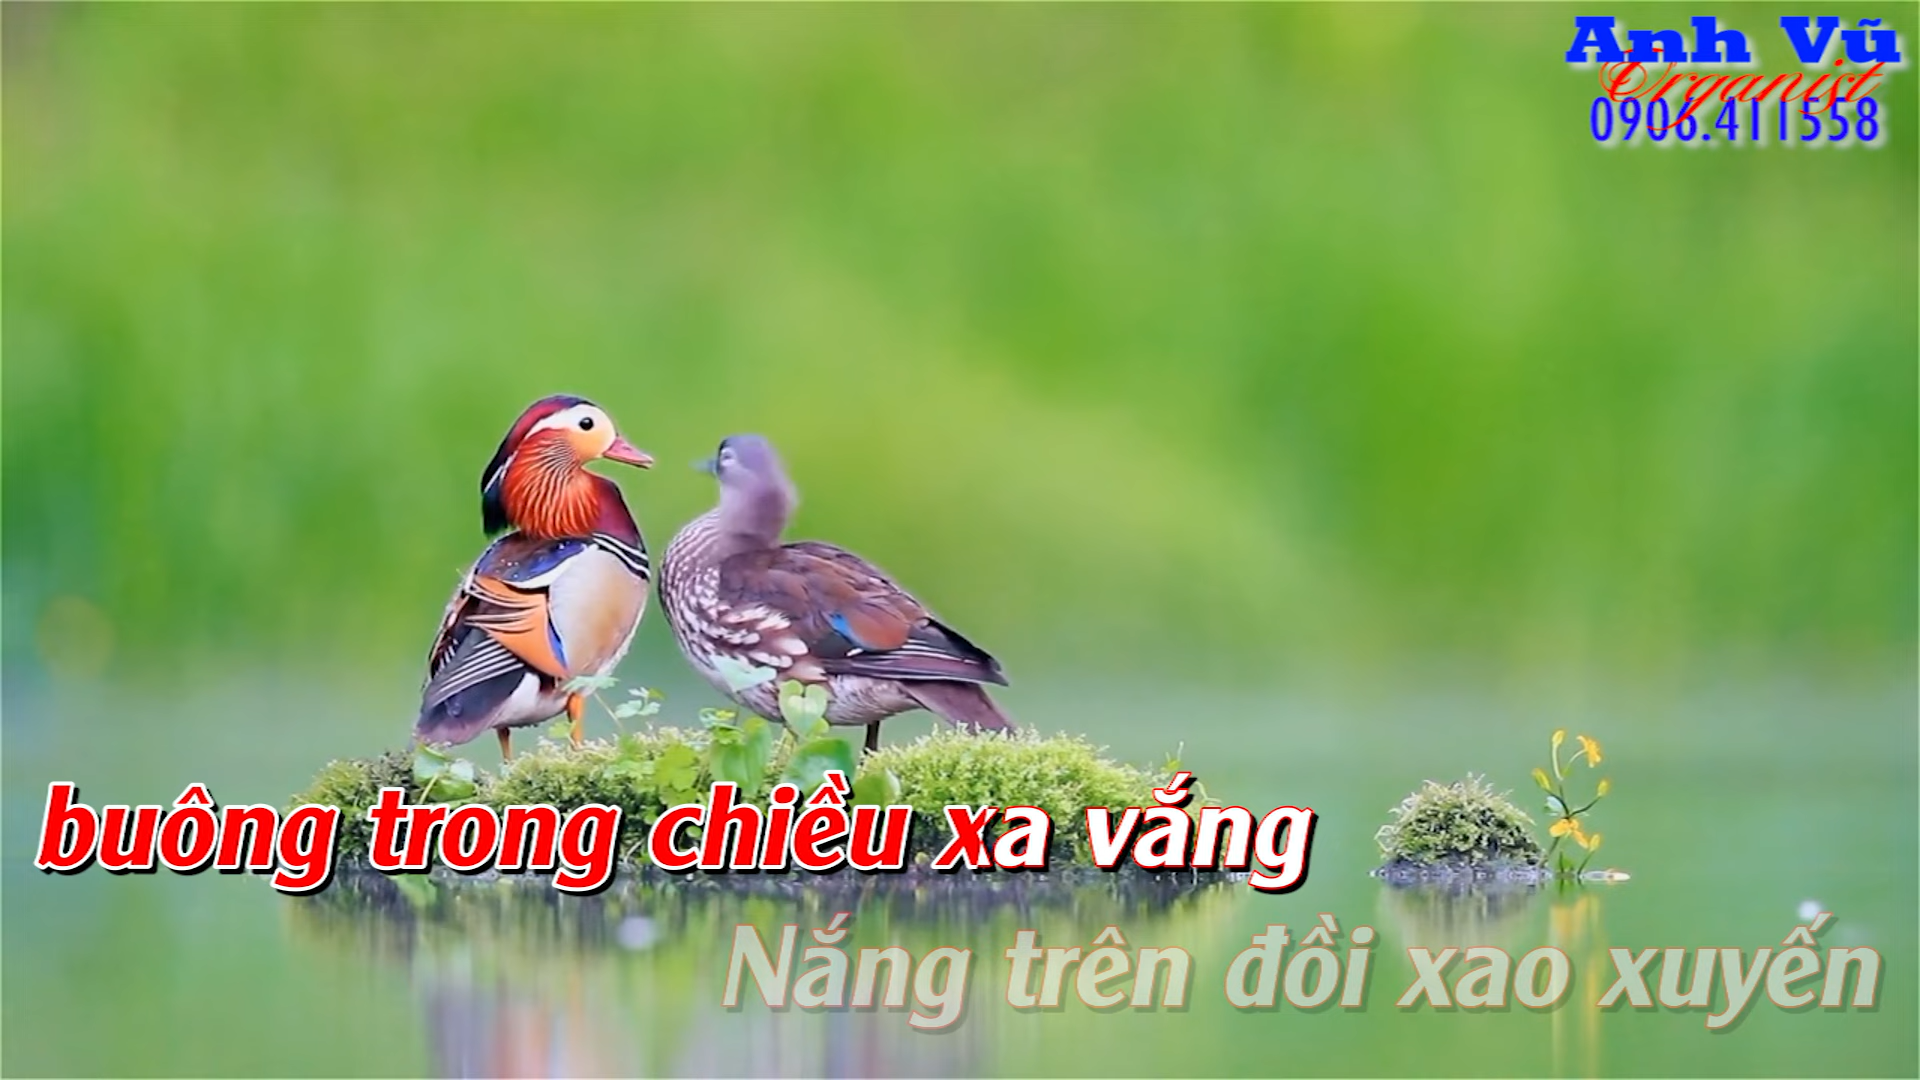 Anh Vũ
Organist
0906.411558
buông trong chiều xa vắng
Nắng trên đồi xao xuyến